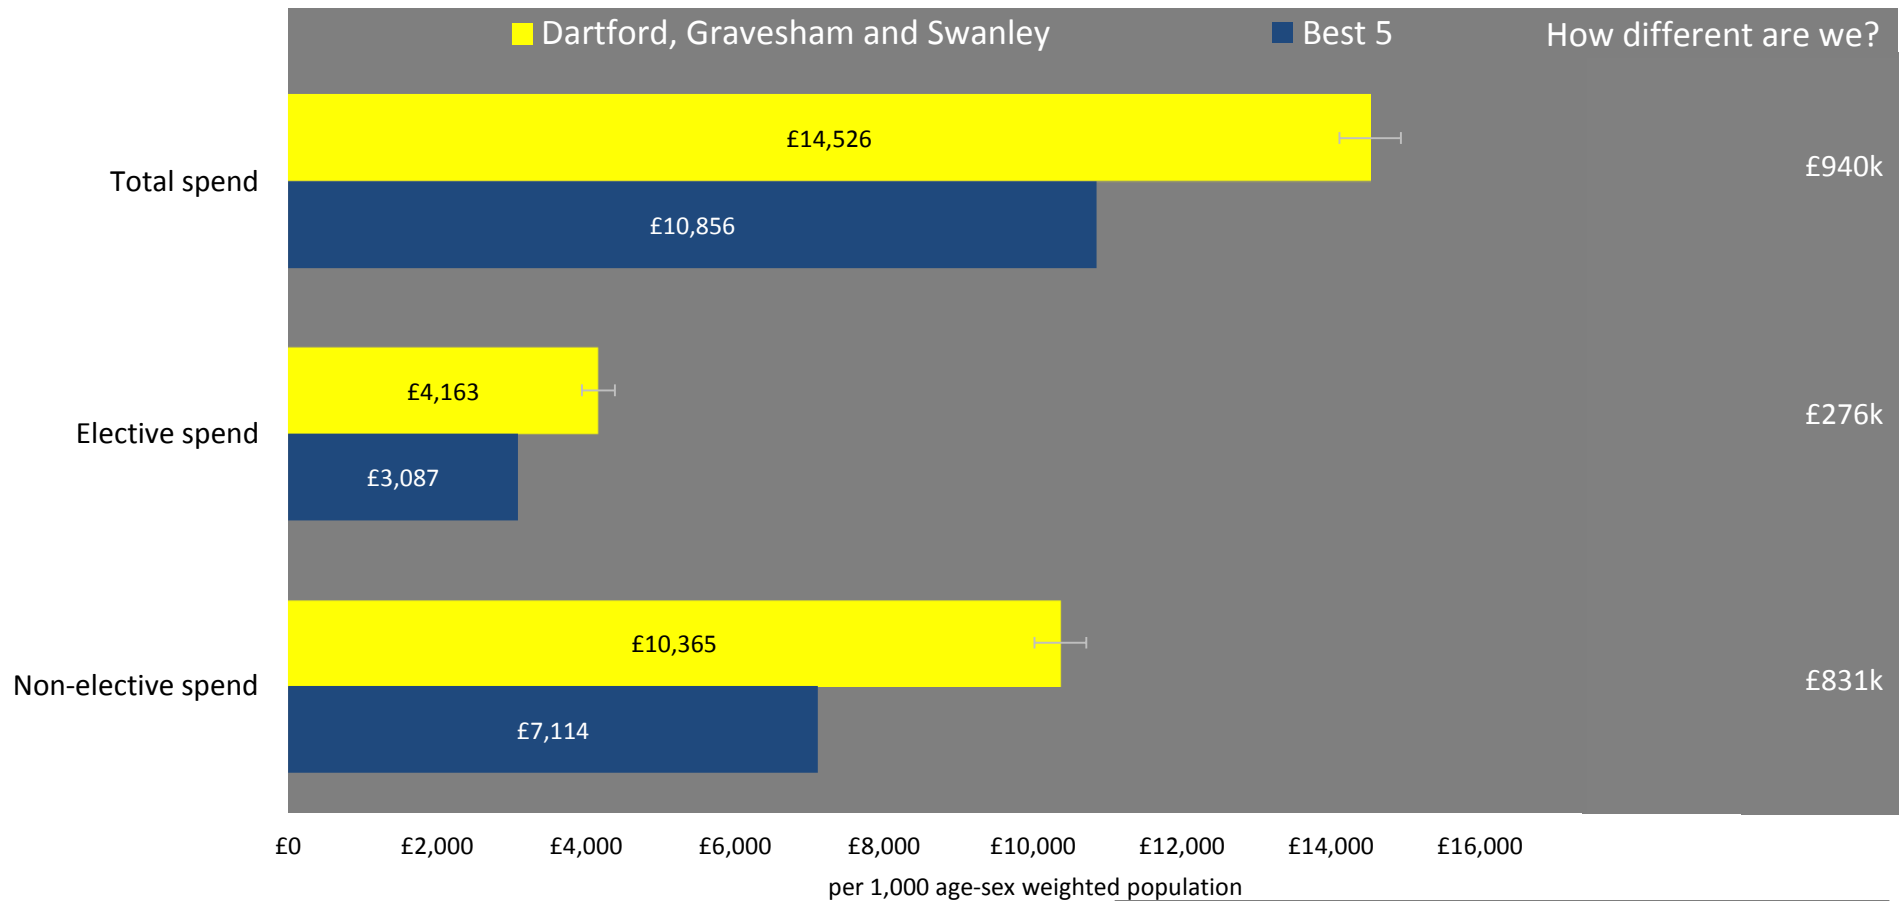 Dartford, Gravesham and Swanley Best 5 How different are we?
£14,526
Total spend
£10,856
£940k
£4,163
Elective spend
£3,087
£276k
£10,365
Non-elective spend
£7,114
£831k
£0 £2,000 £4,000 £6,000 £8,000 £10,000 £12,000 £14,000 £16,000
per 1,000 age-sex weighted population